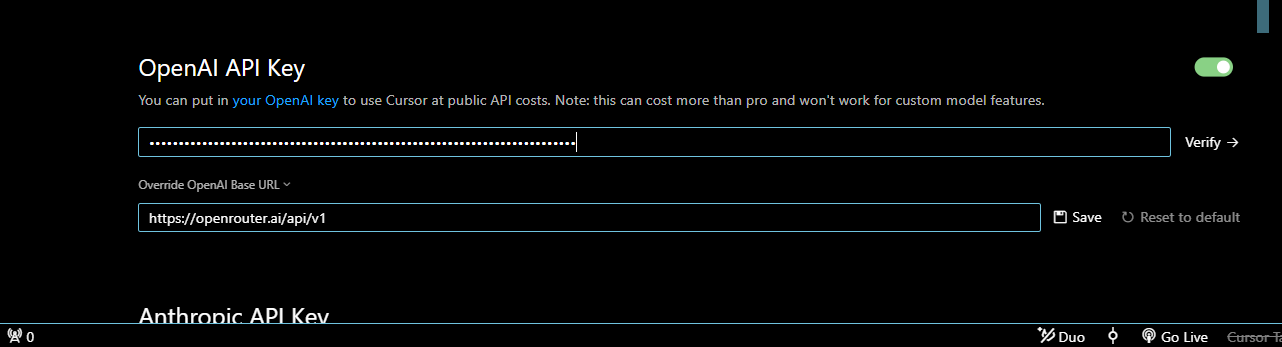 OpenAI API Key
You can put in your OpenAI key to use Cursor at public API costs. Note: this can cost more than pro and won't work for custom model features.
Verify →
Override OpenAI Base URL
https://openrouter.ai/api/v1
Save
Reset to default
Anthropic API Key
0
Duo
Go Live
Cursor